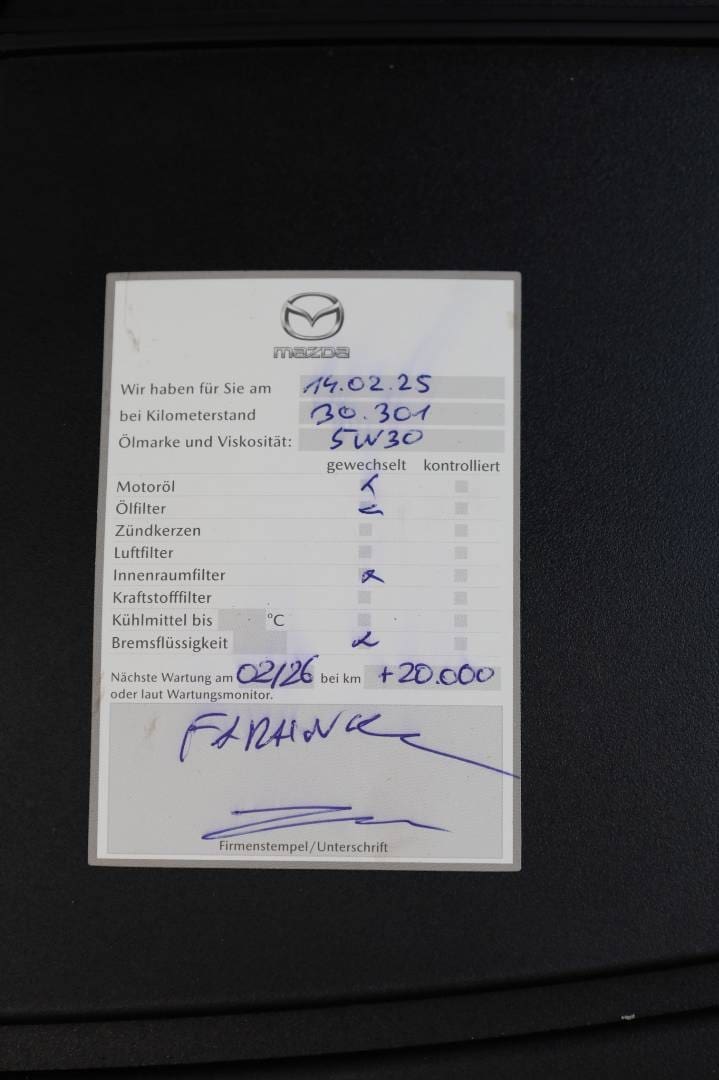 mazda
Wir haben für Sie am 14.02.25
bei Kilometerstand 30.301
Ölmarke und Viskosität: 5W30
gewechselt kontrolliert
Motoröl
Ölfilter
Zündkerzen
Luftfilter
Innenraumfilter
Kraftstofffilter
Kühlmittel bis °C
Bremsflüssigkeit
Nächste Wartung am 02/26 bei km +20.000
oder laut Wartungsmonitor.
Firmenstempel/Unterschrift